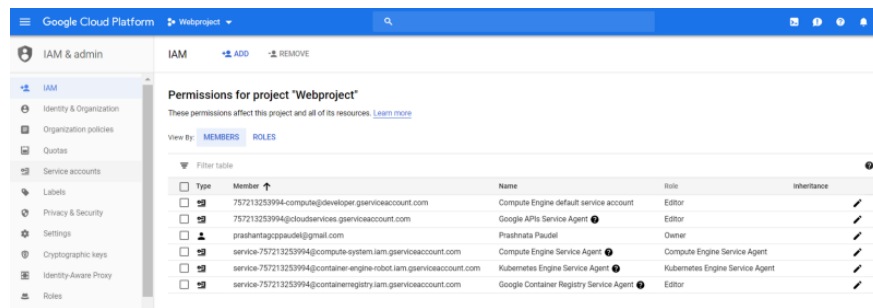 Google Cloud Platform Webproject
IAM & admin
IAM ADD REMOVE
IAM
Identity & Organization
Organization policies
Quotas
Service accounts
Labels
Privacy & Security
Settings
Cryptographic keys
Identity-Aware Proxy
Roles
Permissions for project "Webproject"
These permissions affect this project and all of its resources. Learn more
View By: MEMBERS ROLES
Filter table
Type Member Name Role Inheritance
757213253994-compute@developer.gserviceaccount.com Compute Engine default service account Editor
757213253994@cloudservices.gserviceaccount.com Google APIs Service Agent Editor
prashantagcppaudel@gmail.com Prashnata Paudel Owner
service-757213253994@compute-system.iam.gserviceaccount.com Compute Engine Service Agent Compute Engine Service Agent
service-757213253994@container-engine-robot.iam.gserviceaccount.com Kubernetes Engine Service Agent Kubernetes Engine Service Agent
service-757213253994@containerregistry.iam.gserviceaccount.com Google Container Registry Service Agent Editor